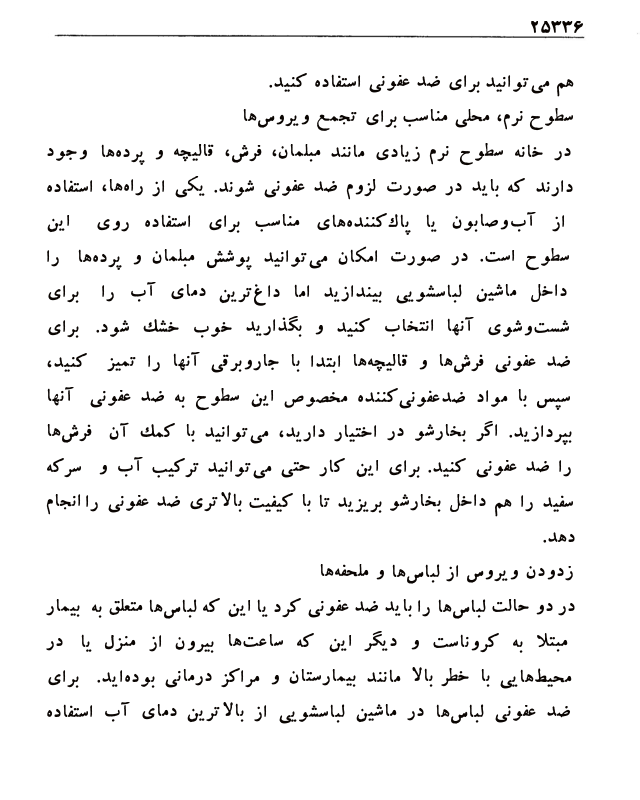 ۲۵۳۳۶
هم می‌توانید برای ضد عفونی استفاده کنید.
سطوح نرم، محلی مناسب برای تجمع ویروس‌ها
در خانه سطوح نرم زیادی مانند مبلمان، فرش، قالیچه و پرده‌ها وجود
دارند که باید در صورت لزوم ضد عفونی شوند. یکی از راه‌ها، استفاده
از آب‌وصابون یا پاك‌کننده‌های مناسب برای استفاده روی این
سطوح است. در صورت امکان می‌توانید پوشش مبلمان و پرده‌ها را
داخل ماشین لباسشویی بیندازید اما داغ‌ترین دمای آب را برای
شست‌وشوی آنها انتخاب کنید و بگذارید خوب خشك شود. برای
ضد عفونی فرش‌ها و قالیچه‌ها ابتدا با جاروبرقی آنها را تمیز کنید،
سپس با مواد ضدعفونی‌کننده مخصوص این سطوح به ضد عفونی آنها
بپردازید. اگر بخارشو در اختیار دارید، می‌توانید با کمك آن فرش‌ها
را ضد عفونی کنید. برای این کار حتی می‌توانید ترکیب آب و سرکه
سفید را هم داخل بخارشو بریزید تا با کیفیت بالاتری ضد عفونی را انجام
دهد.
زدودن ویروس از لباس‌ها و ملحفه‌ها
در دو حالت لباس‌ها را باید ضد عفونی کرد یا این که لباس‌ها متعلق به بیمار
مبتلا به کروناست و دیگر این که ساعت‌ها بیرون از منزل یا در
محیط‌هایی با خطر بالا مانند بیمارستان و مراکز درمانی بوده‌اید. برای
ضد عفونی لباس‌ها در ماشین لباسشویی از بالاترین دمای آب استفاده